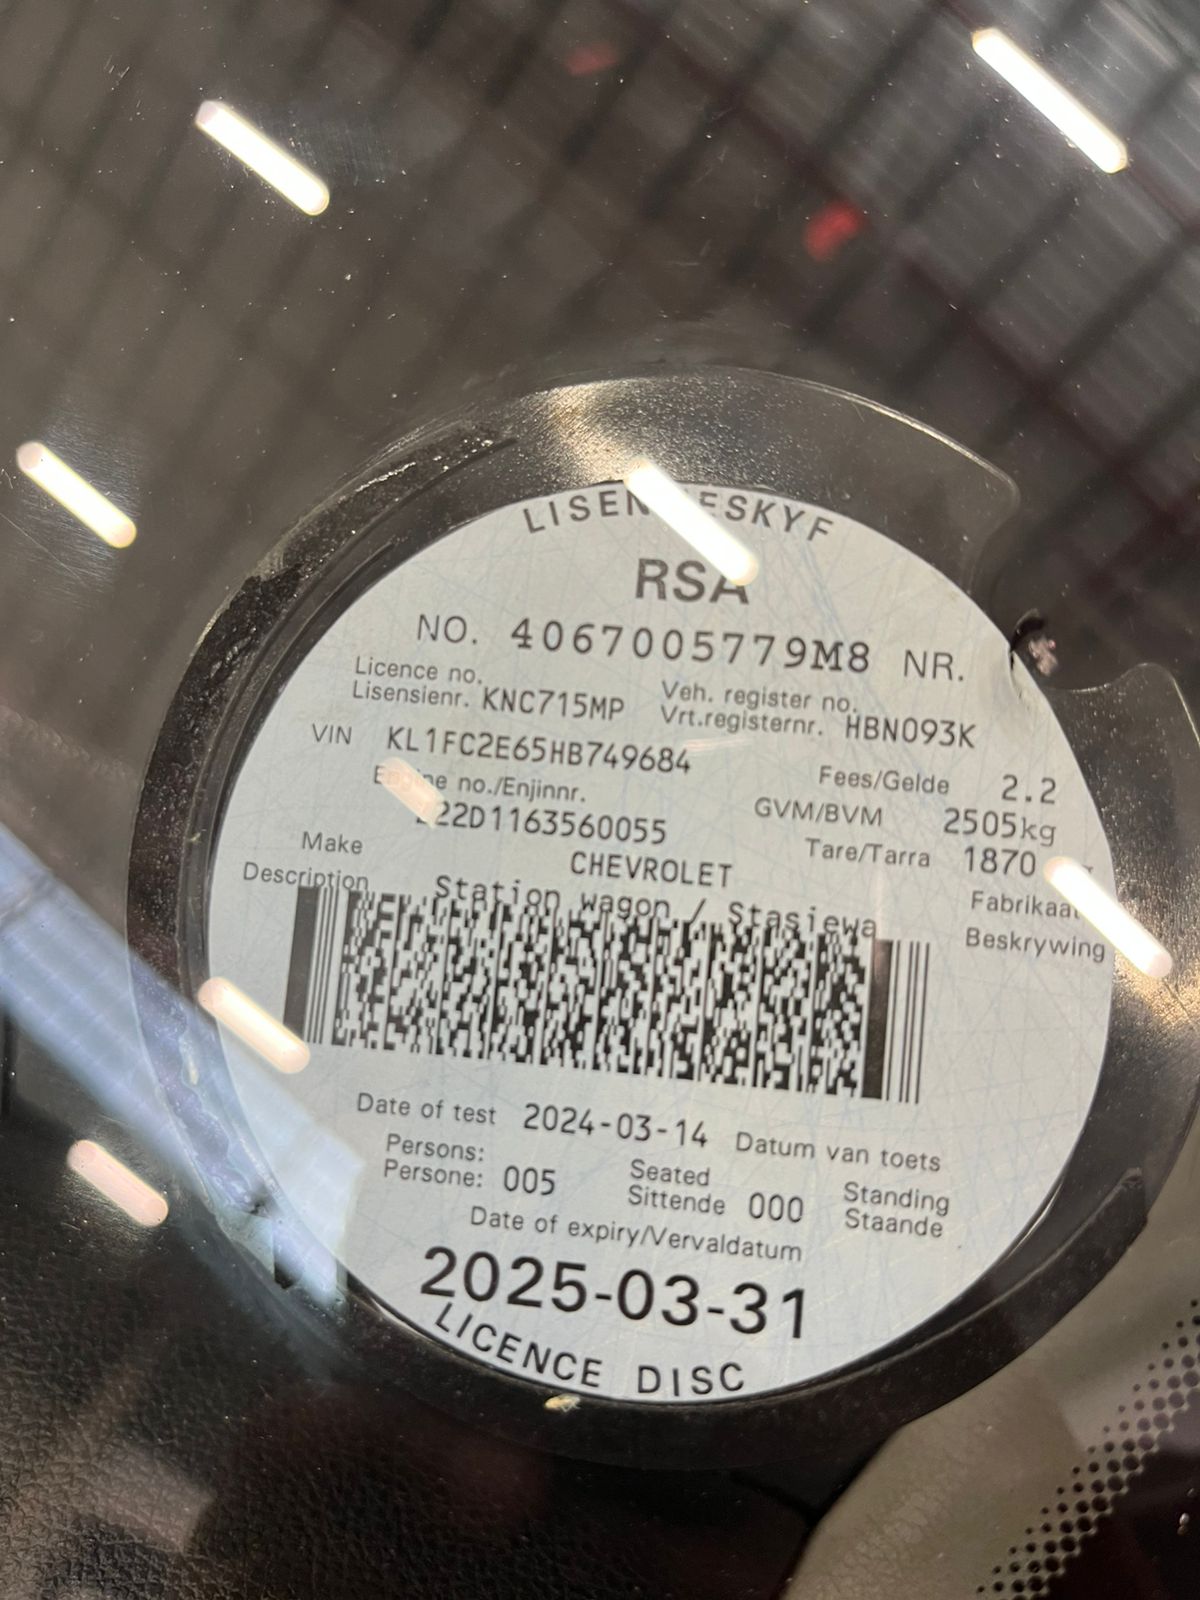 RSA
NO. 4067005779M8 NR.
Licence no.
Lisensienr. KNC715MP
Veh. register no.
Vrt.registernr. HBN093K
VIN KL1FC2E65HB749684
Fees/Gelde 2.2
no./Enjinnr.
GVM/BVM 2505kg
22D1163560055
Tare/Tarra 1870
Make CHEVROLET
Description Station wagon / Stasiewa
Beskrywing
Date of test 2024-03-14 Datum van toets
Persons:
Persone: 005
Seated
Sittende 000
Standing
Staande
Date of expiry/Vervaldatum
2025-03-31
LICENCE DISC